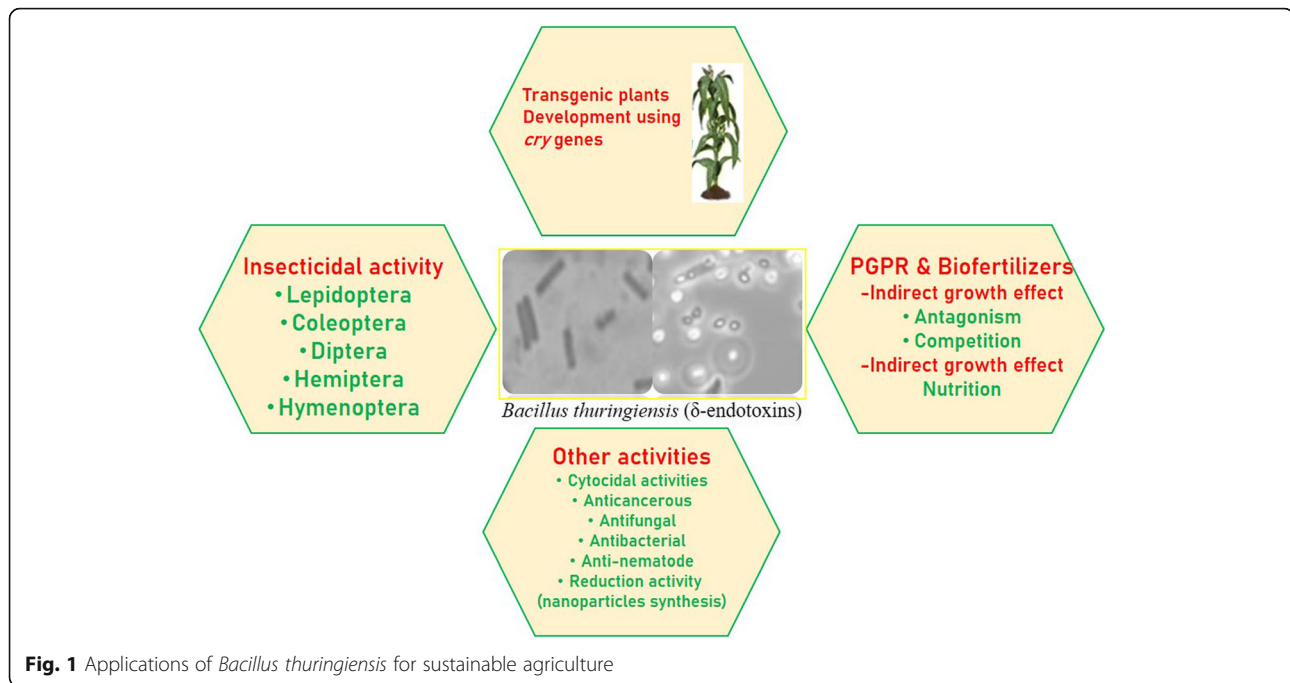 Transgenic plants
Development using
cry genes
Insecticidal activity
• Lepidoptera
• Coleoptera
• Diptera
• Hemiptera
• Hymenoptera
Bacillus thuringiensis (δ-endotoxins)
PGPR & Biofertilizers
-Indirect growth effect
• Antagonism
• Competition
-Indirect growth effect
Nutrition
Other activities
• Cytocidal activities
• Anticancerous
• Antifungal
• Antibacterial
• Anti-nematode
• Reduction activity
(nanoparticles synthesis)
Fig. 1 Applications of Bacillus thuringiensis for sustainable agriculture